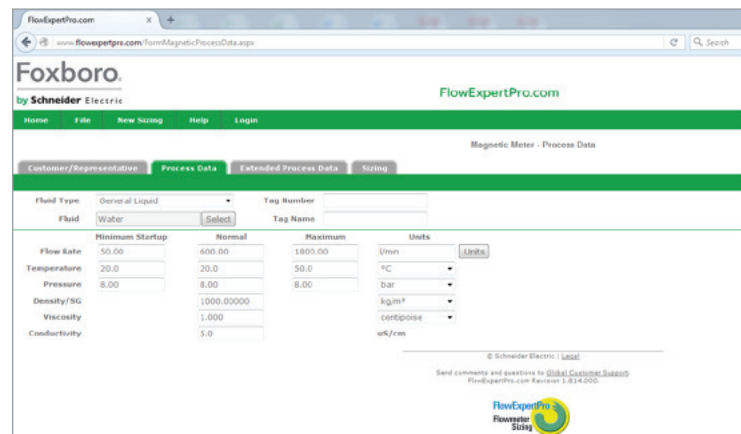 FlowExpertPro.com x +
www.flowexpertpro.com/FormMagneticProcessData.aspx Search
Foxboro.
by Schneider Electric
FlowExpertPro.com
Home File New Sizing Help Login
Magnetic Meter - Process Data
Customer/Representative Process Data Extended Process Data Sizing
Fluid Type General Liquid Tag Number
Fluid Water Select Tag Name
Minimum Startup Normal Maximum Units
Flow Rate 50.00 600.00 1800.00 l/mn Units
Temperature 20.0 20.0 50.0 °C
Pressure 8.00 8.00 8.00 bar
Density/SG 1000.00000 kg/m³
Viscosity 1.000 centipoise
Conductivity 5.0 uS/cm
© Schneider Electric | Legal
Send comments and questions to Global Customer Support.
FlowExpertPro.com Revision 1.814.000.
FlowExpertPro
Flowmeter
Sizing